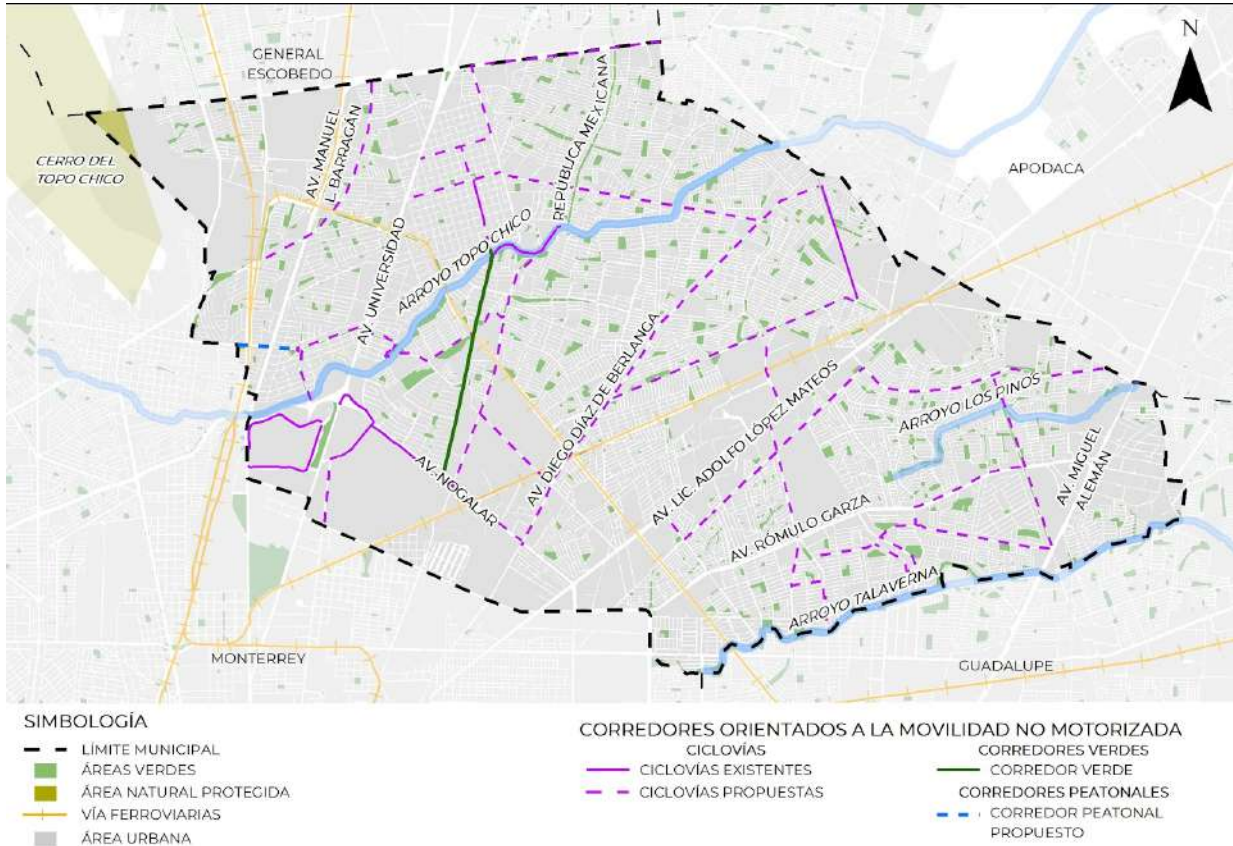 N
GENERAL
ESCOBEDO
CERRO DEL
TOPO CHICO
AV. MANUEL
L. BARRAGÁN
REPÚBLICA MEXICANA
APODACA
AV. UNIVERSIDAD
ARROYO TOPO CHICO
AV. DIEGO DÍAZ DE BERLANGA
AV. LIC. ADOLFO LÓPEZ MATEOS
ARROYO LOS PINOS
AV. MIGUEL
ALEMÁN
AV. NOGALAR
AV. RÓMULO GARZA
ARROYO TALAVERNA
MONTERREY
GUADALUPE
SIMBOLOGÍA
LÍMITE MUNICIPAL
ÁREAS VERDES
ÁREA NATURAL PROTEGIDA
VÍA FERROVIARIAS
ÁREA URBANA
CORREDORES ORIENTADOS A LA MOVILIDAD NO MOTORIZADA
CICLOVÍAS
CICLOVÍAS EXISTENTES
CICLOVÍAS PROPUESTAS
CORREDORES VERDES
CORREDOR VERDE
CORREDORES PEATONALES
CORREDOR PEATONAL
PROPUESTO